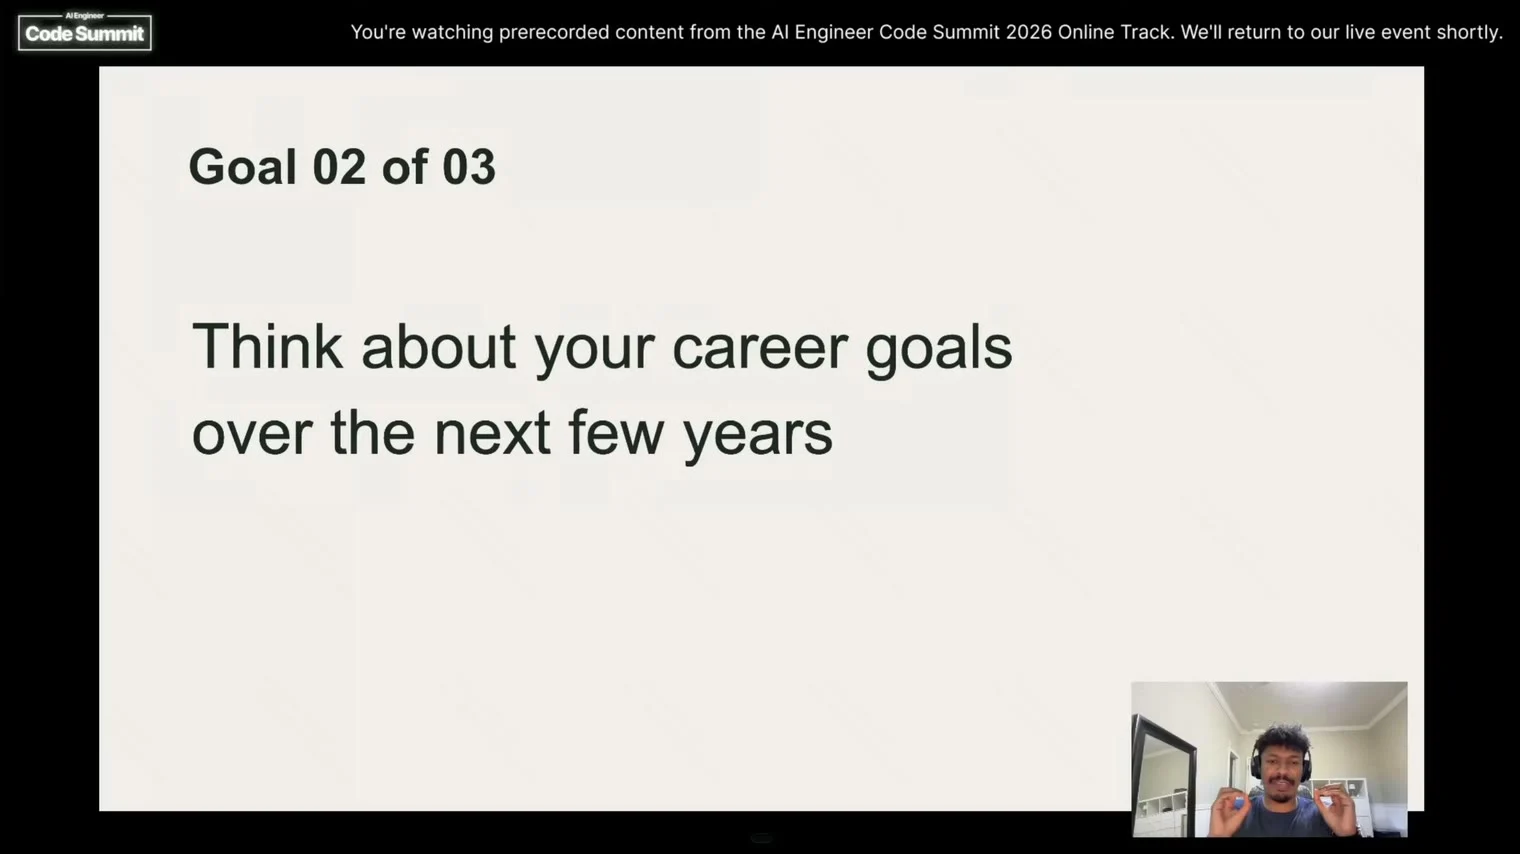 AI Engineer
Code Summit
You're watching prerecorded content from the AI Engineer Code Summit 2026 Online Track. We'll return to our live event shortly.
Goal 02 of 03
Think about your career goals
over the next few years